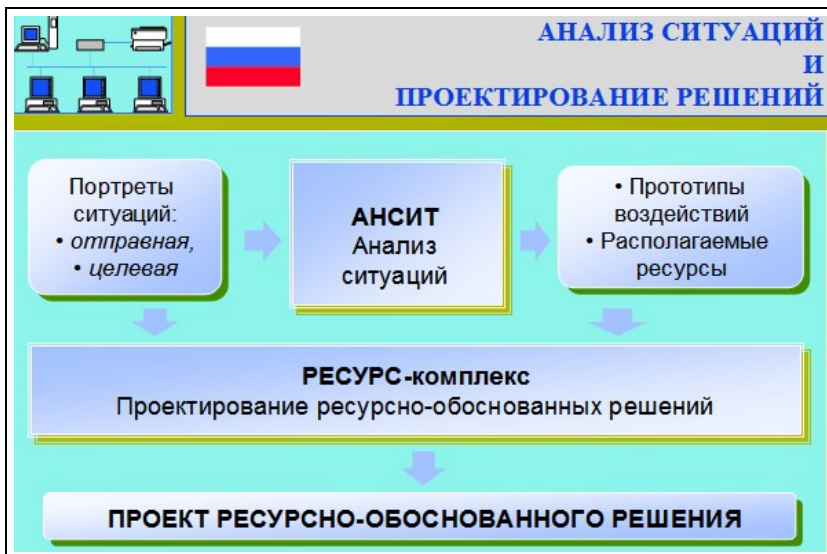 АНАЛИЗ СИТУАЦИЙ
И
ПРОЕКТИРОВАНИЕ РЕШЕНИЙ
Портреты
ситуаций:
• отправная,
• целевая
АНСИТ
Анализ
ситуаций
• Прототипы
воздействий
• Располагаемые
ресурсы
РЕСУРС-комплекс
Проектирование ресурсно-обоснованных решений
ПРОЕКТ РЕСУРСНО-ОБОСНОВАННОГО РЕШЕНИЯ